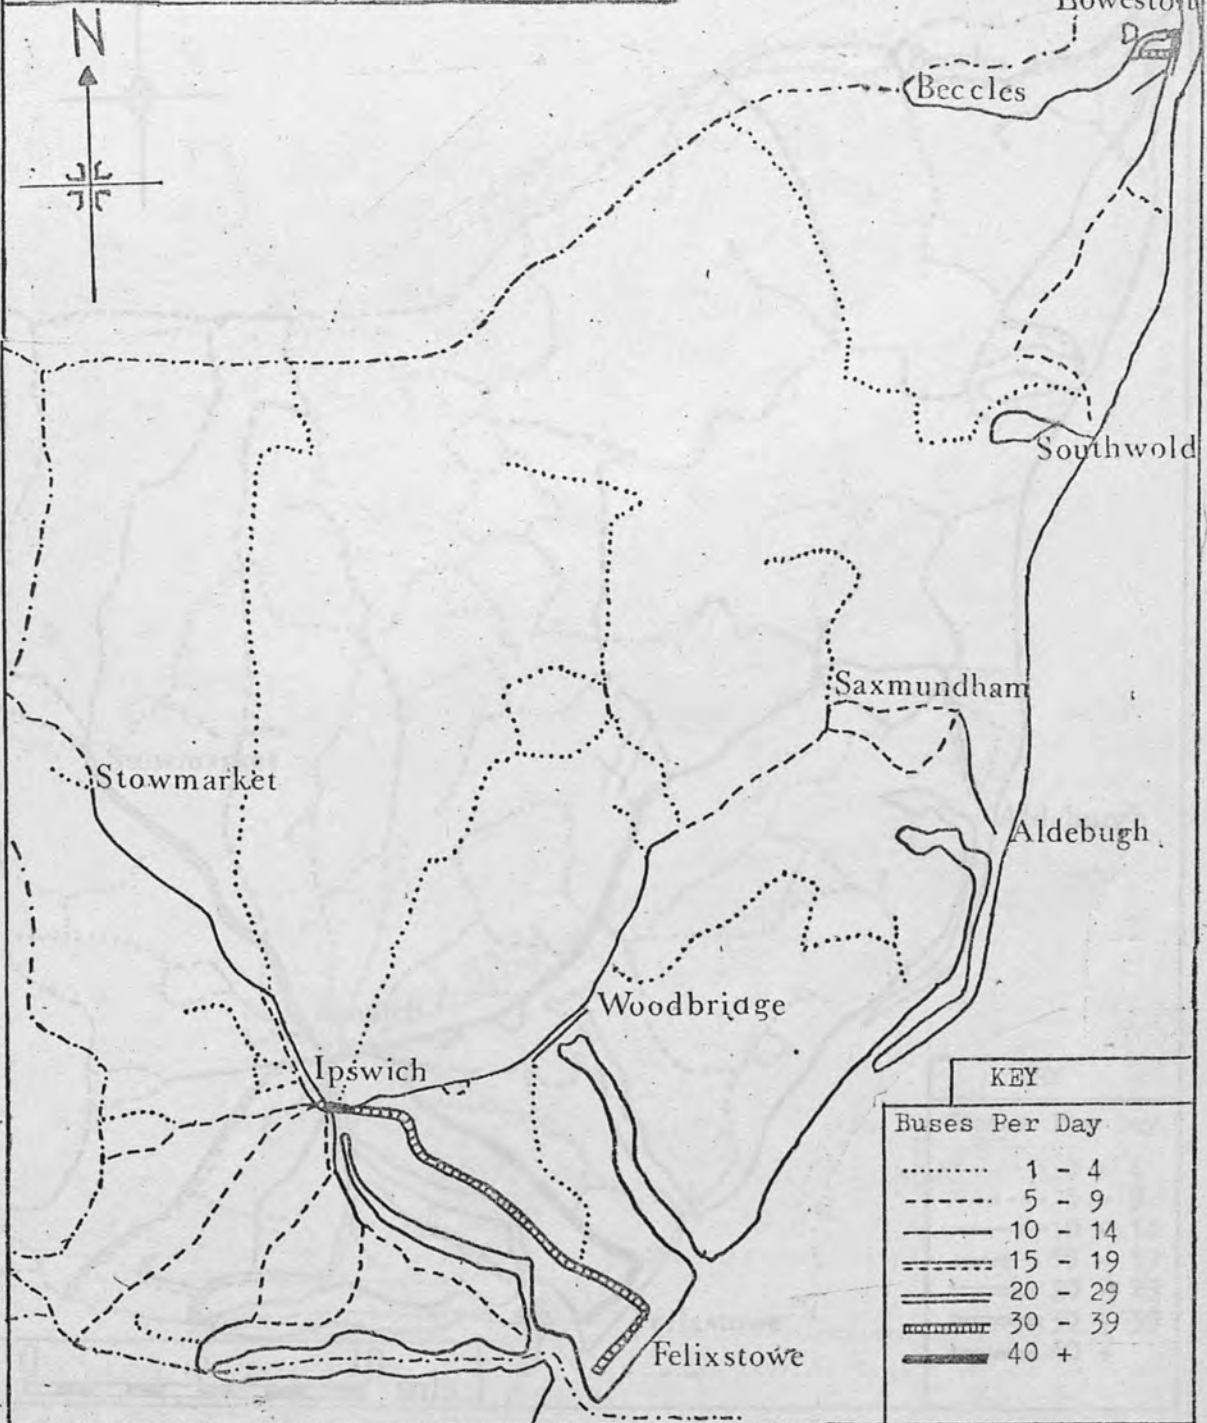 N
Lowestoft
Beccles
Southwold
Saxmundham
Stowmarket
Aldebugh
Woodbridge
Ipswich
Felixstowe
KEY
Buses Per Day
1 - 4
5 - 9
10 - 14
15 - 19
20 - 29
30 - 39
40 +